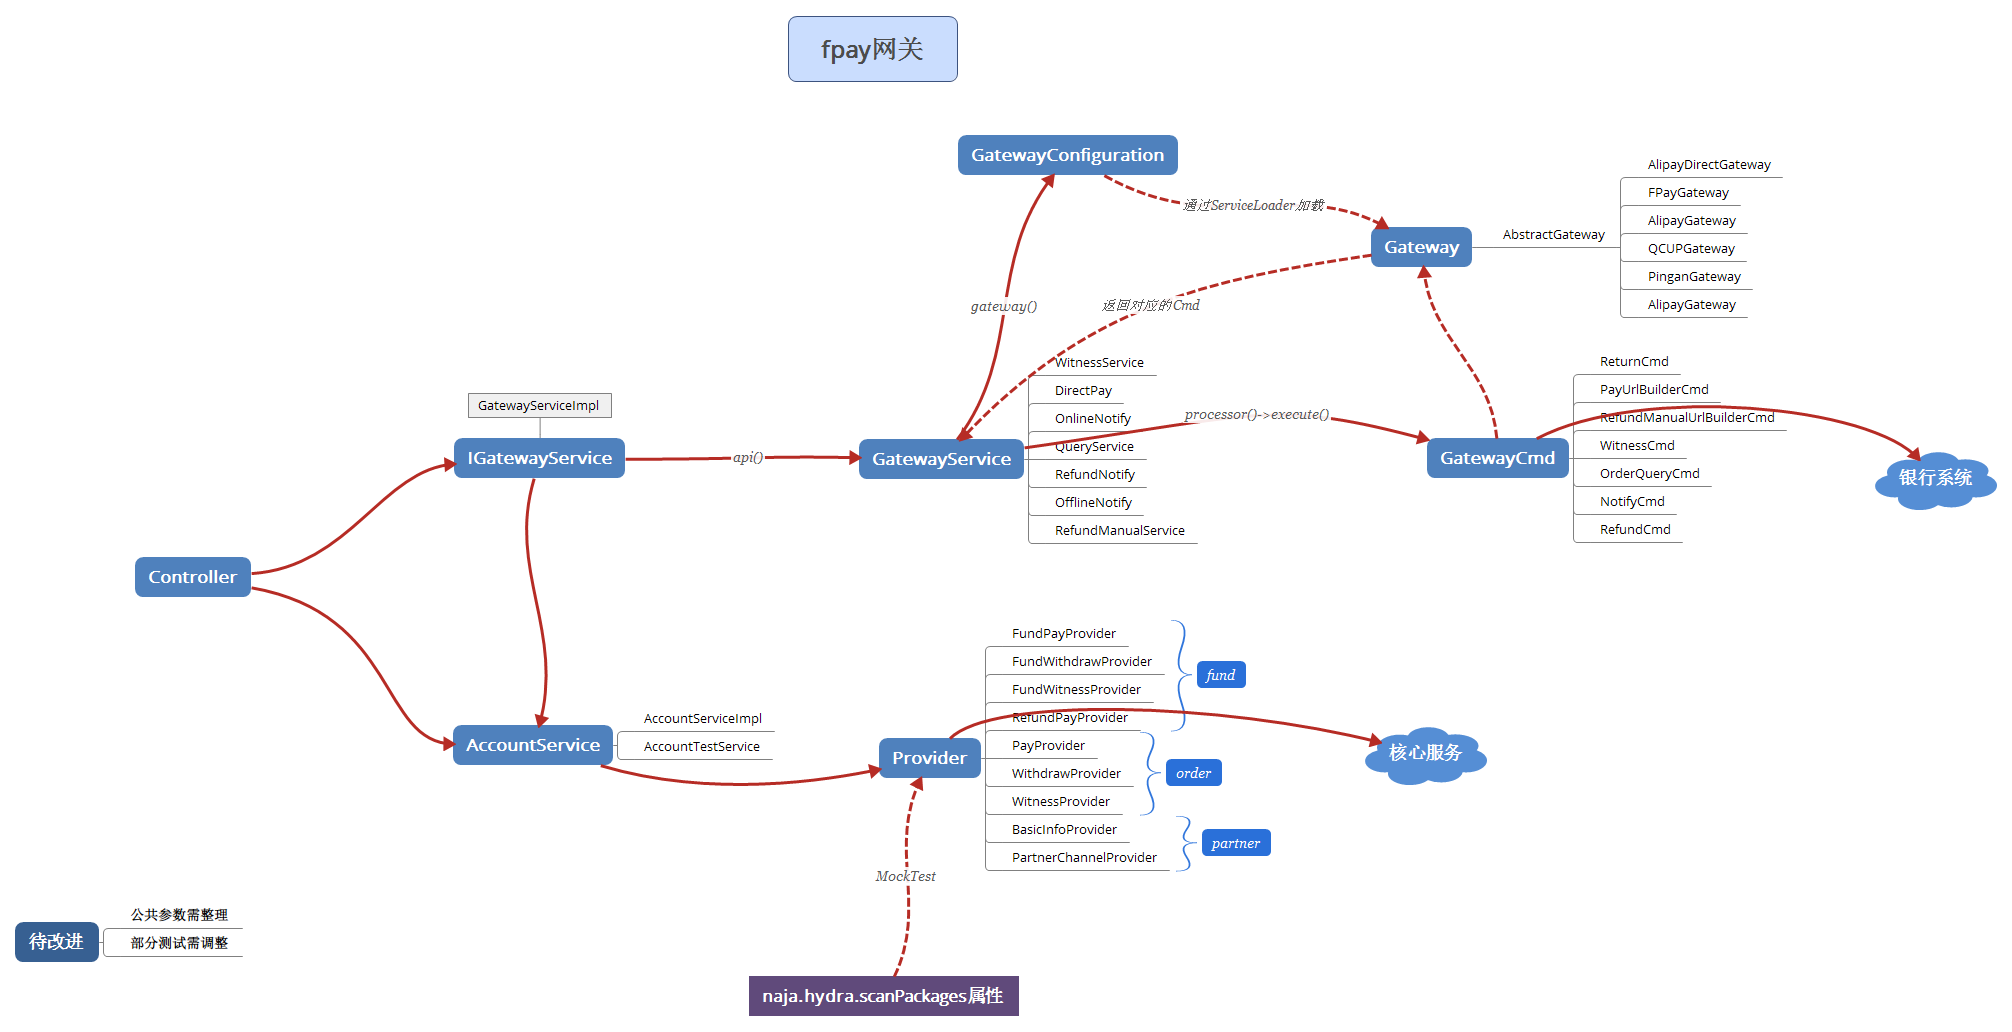 fpay网关
GatewayConfiguration
通过ServiceLoader加载
Gateway
AbstractGateway
AlipayDirectGateway
FPayGateway
AlipayGateway
QCUPGateway
PinganGateway
AlipayGateway
gateway()
返回对应的Cmd
GatewayServiceImpl
IGatewayService
api()
GatewayService
WitnessService
DirectPay
OnlineNotify
QueryService
RefundNotify
OfflineNotify
RefundManualService
processor()->execute()
GatewayCmd
ReturnCmd
PayUrlBuilderCmd
RefundManualUrlBuilderCmd
WitnessCmd
OrderQueryCmd
NotifyCmd
RefundCmd
银行系统
Controller
AccountService
AccountServiceImpl
AccountTestService
Provider
FundPayProvider
FundWithdrawProvider
FundWitnessProvider
RefundPayProvider
PayProvider
WithdrawProvider
WitnessProvider
BasicInfoProvider
PartnerChannelProvider
fund
order
partner
核心服务
MockTest
待改进
公共参数需整理
部分测试需调整
naja.hydra.scanPackages属性